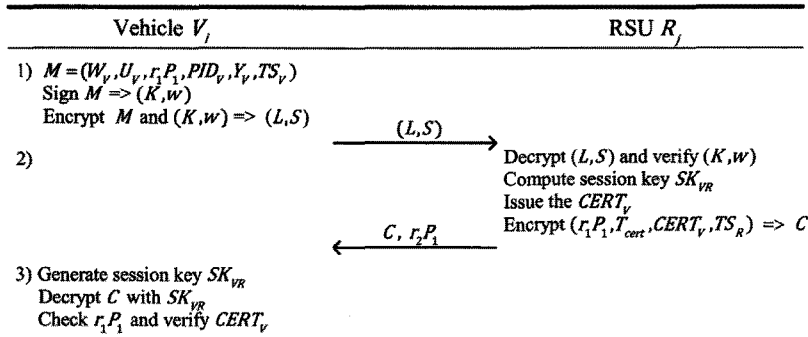 Vehicle V_i RSU R_j
1) M=(W_V,U_V,r_1P_1,PID_V,Y_V,TS_V)
Sign M => (K,w)
Encrypt M and (K,w) => (L,S)
(L,S)
2)
Decrypt (L,S) and verify (K,w)
Compute session key SK_VR
Issue the CERT_V
Encrypt (r_1P_1,T_cert,CERT_V,TS_R) => C
C, r_2P_1
3) Generate session key SK_VR
Decrypt C with SK_VR
Check r_1P_1 and verify CERT_V